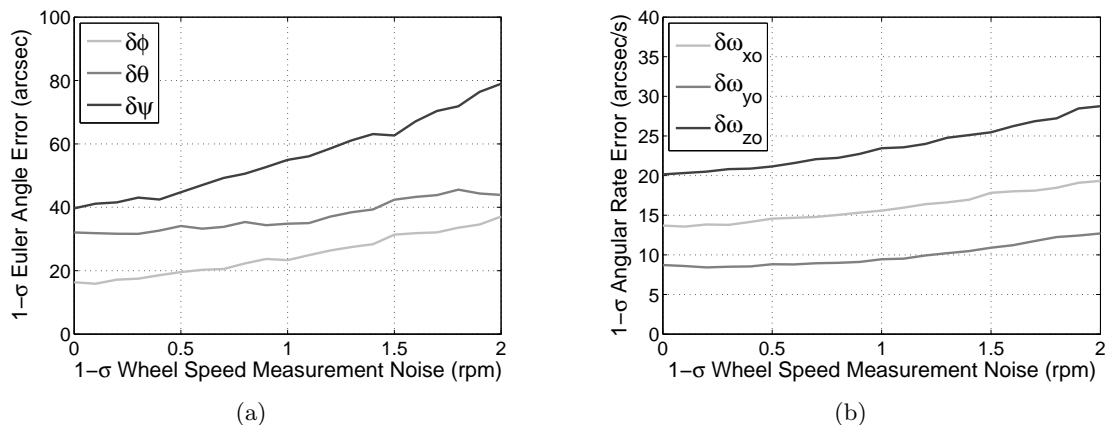 100
80
60
40
20
0
1−σ Euler Angle Error (arcsec)
δϕ
δθ
δψ
0 0.5 1 1.5 2
1−σ Wheel Speed Measurement Noise (rpm)
(a)
40
35
30
25
20
15
10
5
0
1−σ Angular Rate Error (arcsec/s)
δω_xo
δω_yo
δω_zo
0 0.5 1 1.5 2
1−σ Wheel Speed Measurement Noise (rpm)
(b)